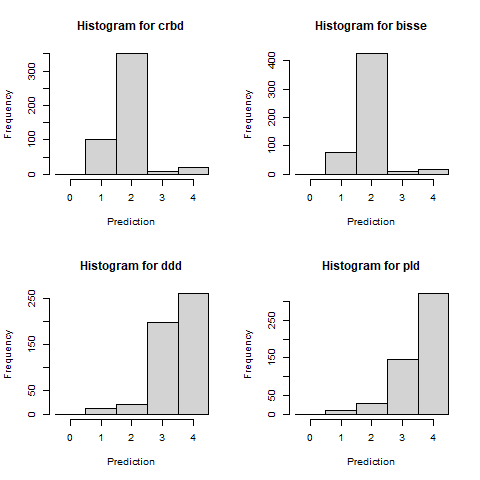 Histogram for crbd
Frequency
0 100 200 300
0 1 2 3 4
Prediction
Histogram for bisse
Frequency
0 100 200 300 400
0 1 2 3 4
Prediction
Histogram for ddd
Frequency
0 50 150 250
0 1 2 3 4
Prediction
Histogram for pld
Frequency
0 50 150 250
0 1 2 3 4
Prediction